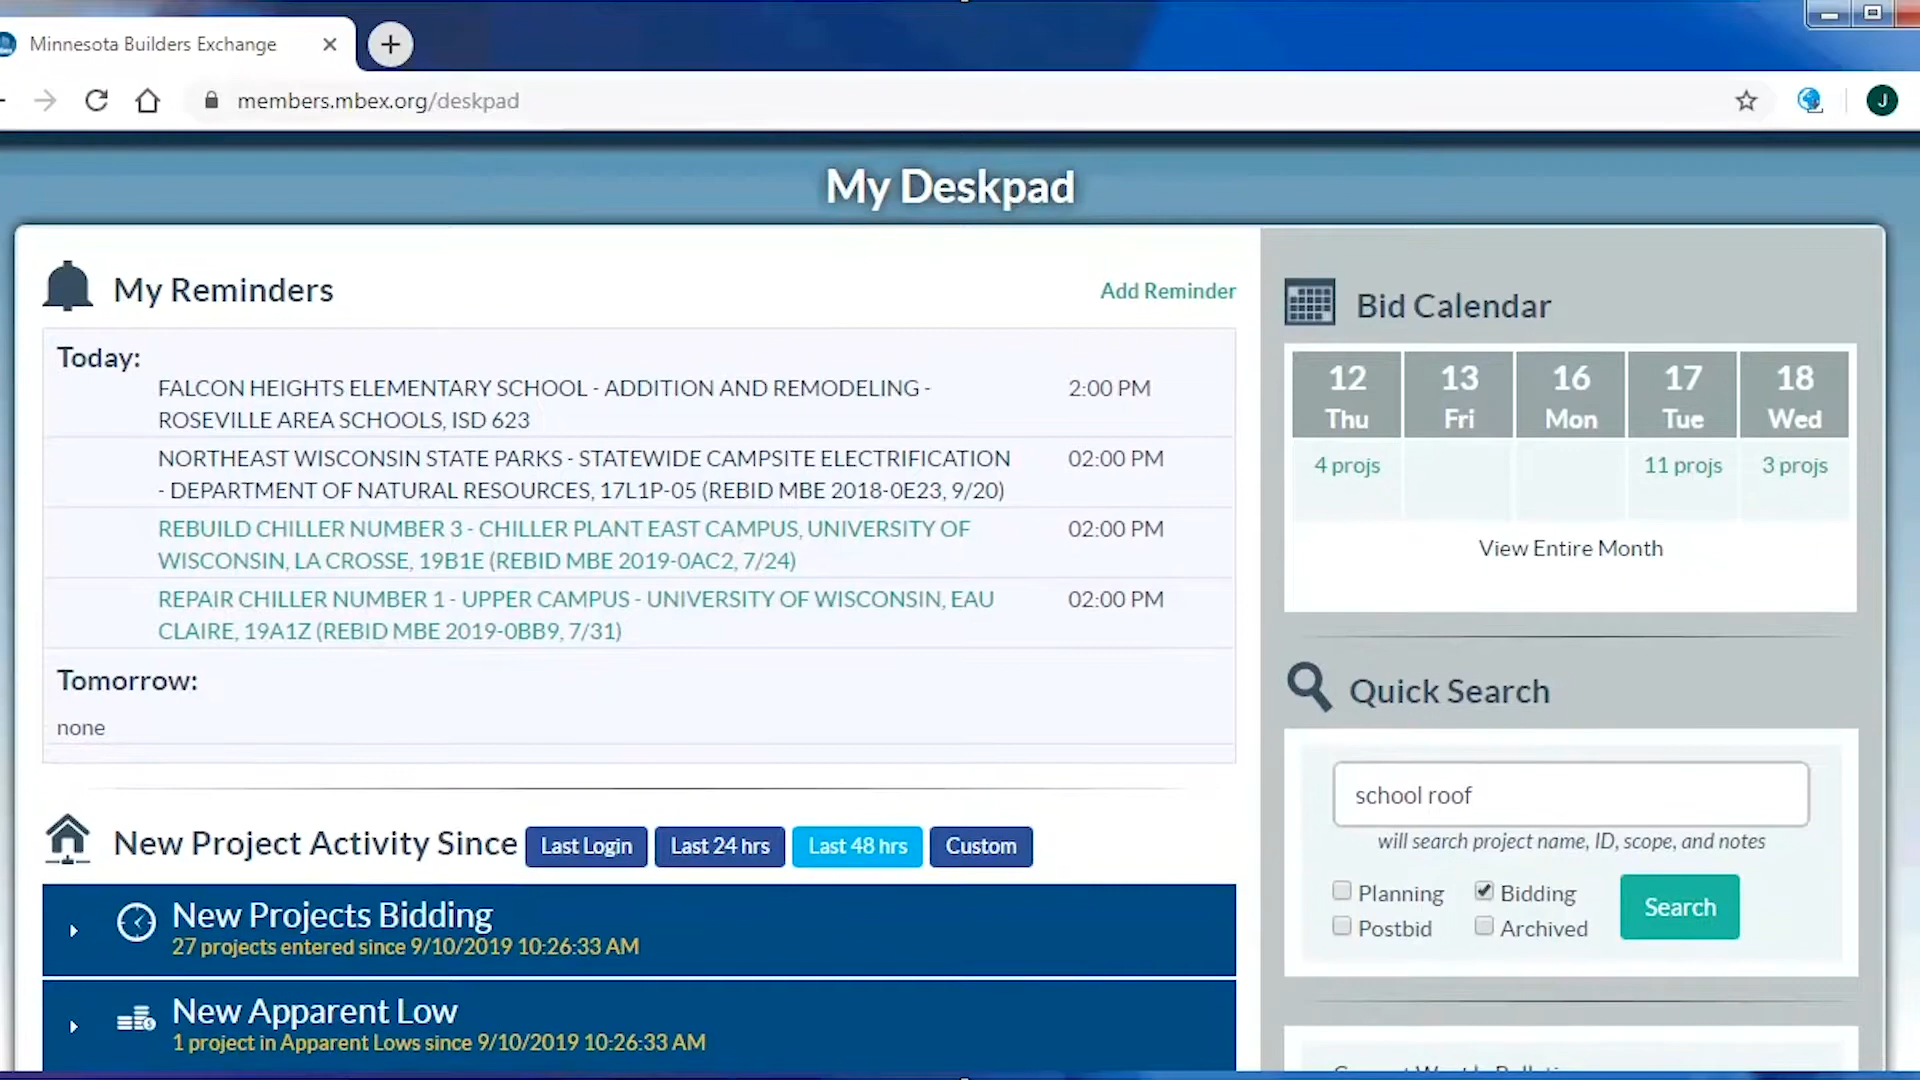 Minnesota Builders Exchange
members.mbex.org/deskpad
J
My Deskpad
My Reminders
Add Reminder
Today:
FALCON HEIGHTS ELEMENTARY SCHOOL - ADDITION AND REMODELING -
ROSEVILLE AREA SCHOOLS, ISD 623
2:00 PM
NORTHEAST WISCONSIN STATE PARKS - STATEWIDE CAMPSITE ELECTRIFICATION
- DEPARTMENT OF NATURAL RESOURCES, 17L1P-05 (REBID MBE 2018-0E23, 9/20)
02:00 PM
REBUILD CHILLER NUMBER 3 - CHILLER PLANT EAST CAMPUS, UNIVERSITY OF
WISCONSIN, LA CROSSE, 19B1E (REBID MBE 2019-0AC2, 7/24)
02:00 PM
REPAIR CHILLER NUMBER 1 - UPPER CAMPUS - UNIVERSITY OF WISCONSIN, EAU
CLAIRE, 19A1Z (REBID MBE 2019-0BB9, 7/31)
02:00 PM
Tomorrow:
none
New Project Activity Since Last Login Last 24 hrs Last 48 hrs Custom
New Projects Bidding
27 projects entered since 9/10/2019 10:26:33 AM
New Apparent Low
1 project in Apparent Lows since 9/10/2019 10:26:33 AM
Bid Calendar
12 13 16 17 18
Thu Fri Mon Tue Wed
4 projs 11 projs 3 projs
View Entire Month
Quick Search
school roof
will search project name, ID, scope, and notes
Planning Bidding
Postbid Archived
Search